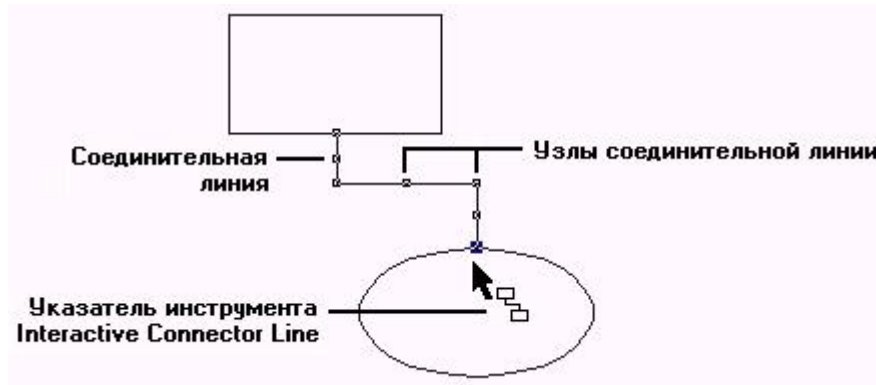 Соединительная
линия
Узлы соединительной линии
Указатель инструмента
Interactive Connector Line